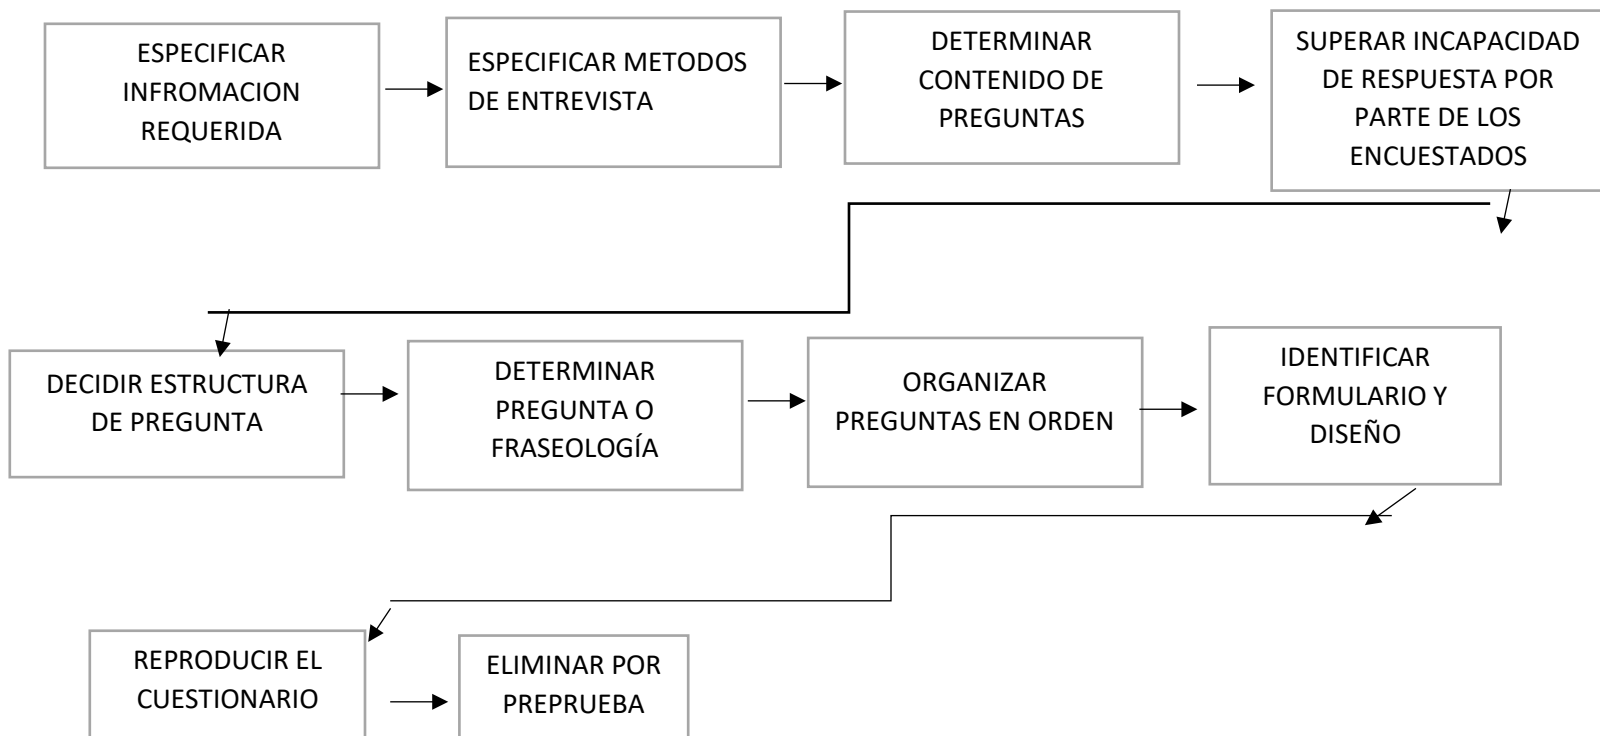 ESPECIFICAR
INFROMACION
REQUERIDA
ESPECIFICAR METODOS
DE ENTREVISTA
DETERMINAR
CONTENIDO DE
PREGUNTAS
SUPERAR INCAPACIDAD
DE RESPUESTA POR
PARTE DE LOS
ENCUESTADOS
DECIDIR ESTRUCTURA
DE PREGUNTA
DETERMINAR
PREGUNTA O
FRASEOLOGÍA
ORGANIZAR
PREGUNTAS EN ORDEN
IDENTIFICAR
FORMULARIO Y
DISEÑO
REPRODUCIR EL
CUESTIONARIO
ELIMINAR POR
PREPRUEBA